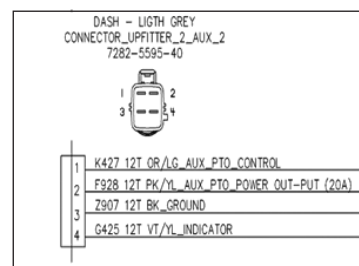 DASH - LIGTH GREY
CONNECTOR_UPFITTER_2_AUX_2
7282-5595-40
1 2
3 4
1 K427 12T OR/LG_AUX_PTO_CONTROL
2 F928 12T PK/YL_AUX_PTO_POWER OUT-PUT (20A)
3 Z907 12T BK_GROUND
4 G425 12T VT/YL_INDICATOR